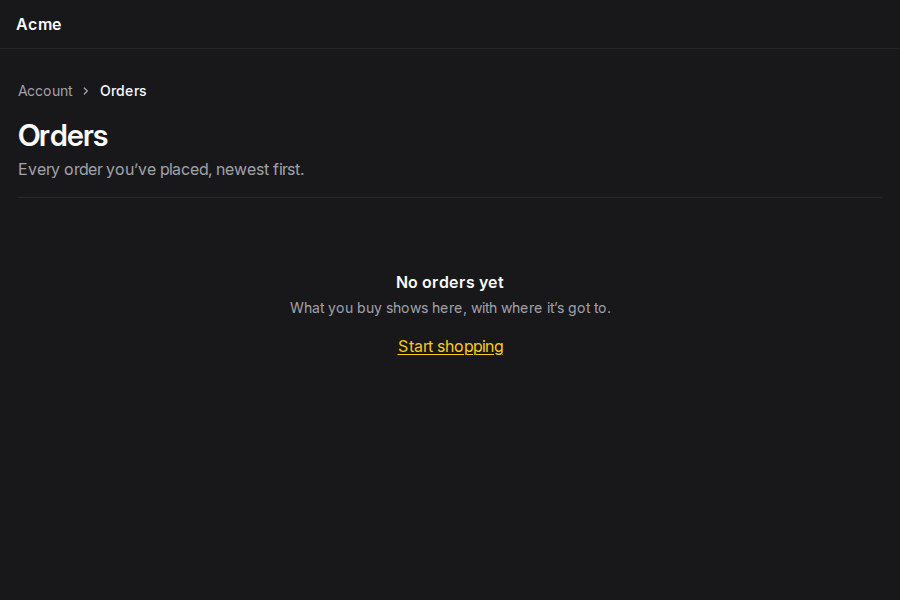 Acme
Account > Orders
Orders
Every order you’ve placed, newest first.
No orders yet
What you buy shows here, with where it’s got to.
Start shopping